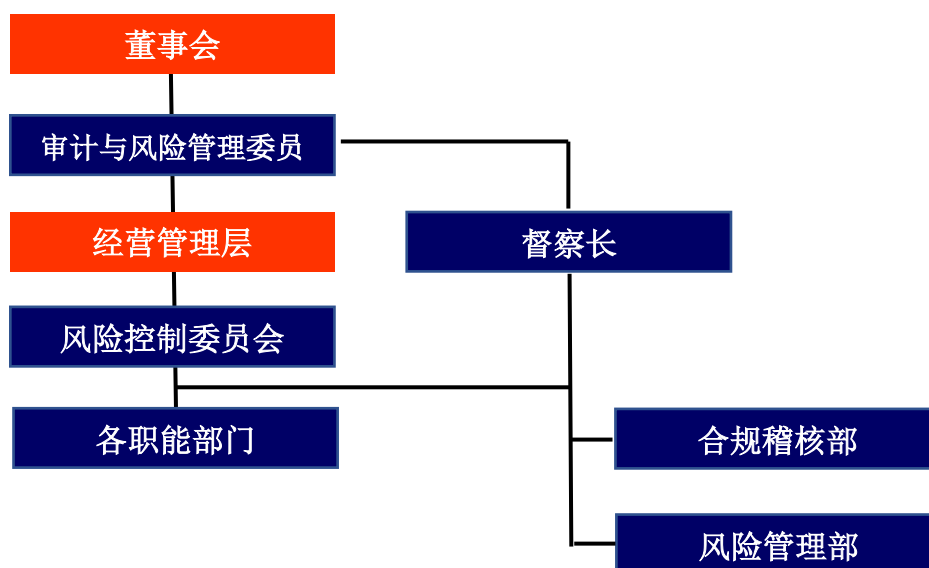 董事会
审计与风险管理委员
经营管理层
督察长
风险控制委员会
各职能部门
合规稽核部
风险管理部